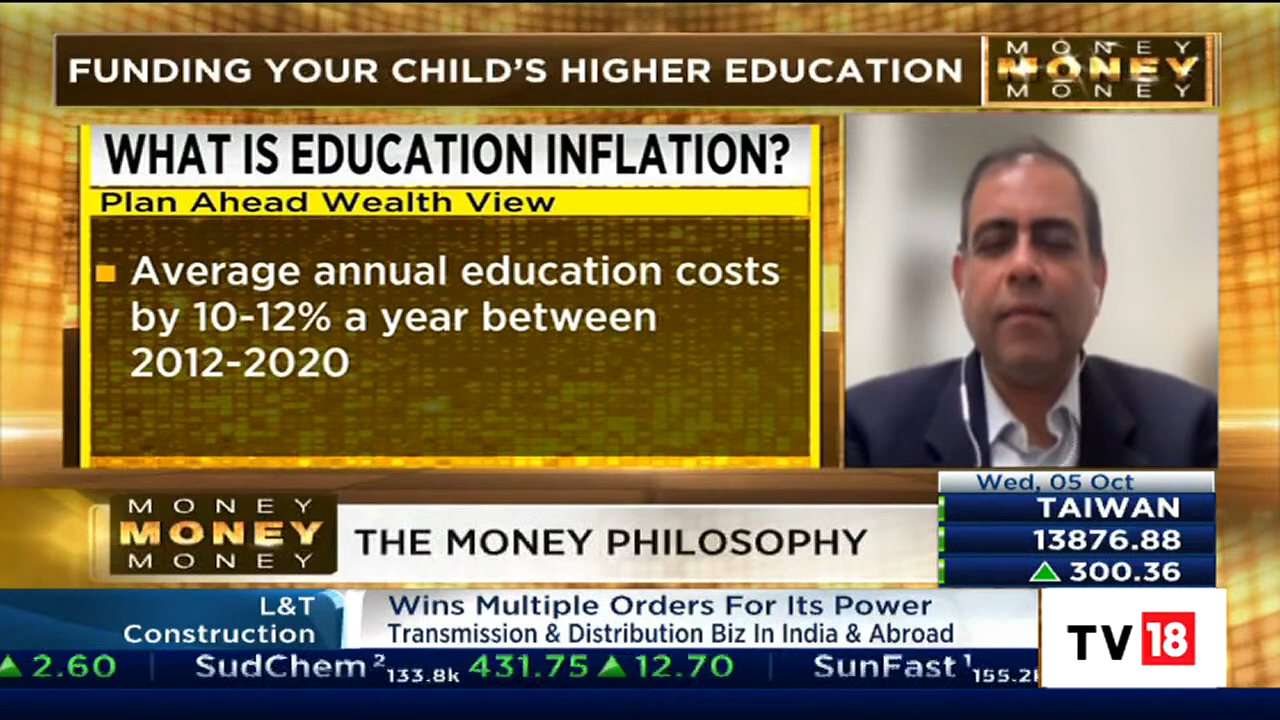 FUNDING YOUR CHILD'S HIGHER EDUCATION
MONEY
MONEY
MONEY
WHAT IS EDUCATION INFLATION?
Plan Ahead Wealth View
Average annual education costs
by 10-12% a year between
2012-2020
Wed, 05 Oct
TAIWAN
13876.88
300.36
MONEY
MONEY
MONEY
THE MONEY PHILOSOPHY
L&T
Construction
Wins Multiple Orders For Its Power
Transmission & Distribution Biz In India & Abroad
TV18
2.60 SudChem 2 133.8k 431.75 12.70 SunFast 1